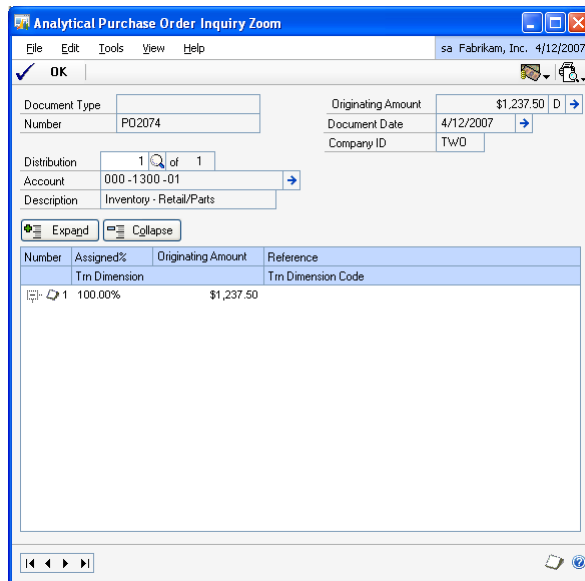 Analytical Purchase Order Inquiry Zoom
File Edit Tools View Help sa Fabrikam, Inc. 4/12/2007
OK
Document Type Originating Amount $1,237.50 D
Number PO2074 Document Date 4/12/2007
Company ID TWO
Distribution 1 of 1
Account 000 -1300 -01
Description Inventory - Retail/Parts
Expand Collapse
Number Assigned% Originating Amount Reference
Trn Dimension Trn Dimension Code
1 100.00% $1,237.50